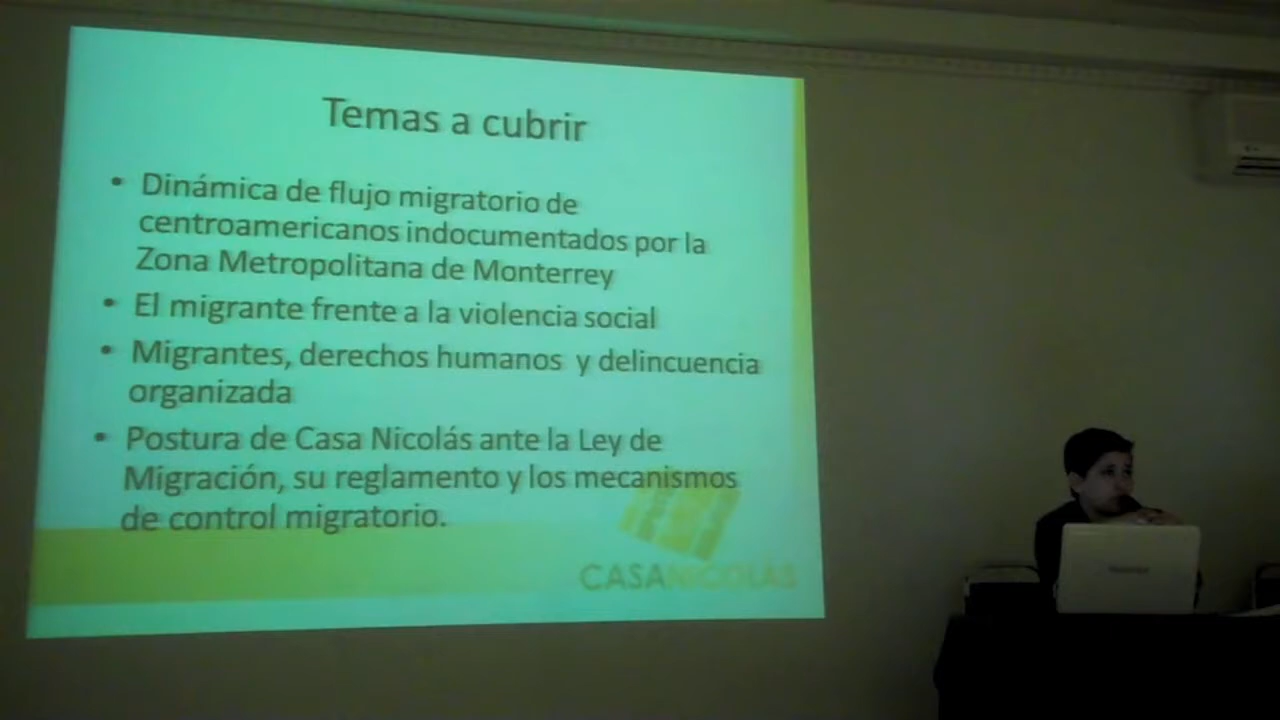 Temas a cubrir
• Dinámica de flujo migratorio de
centroamericanos indocumentados por la
Zona Metropolitana de Monterrey
• El migrante frente a la violencia social
• Migrantes, derechos humanos y delincuencia
organizada
• Postura de Casa Nicolás ante la Ley de
Migración, su reglamento y los mecanismos
de control migratorio.
CASANICOLÁS